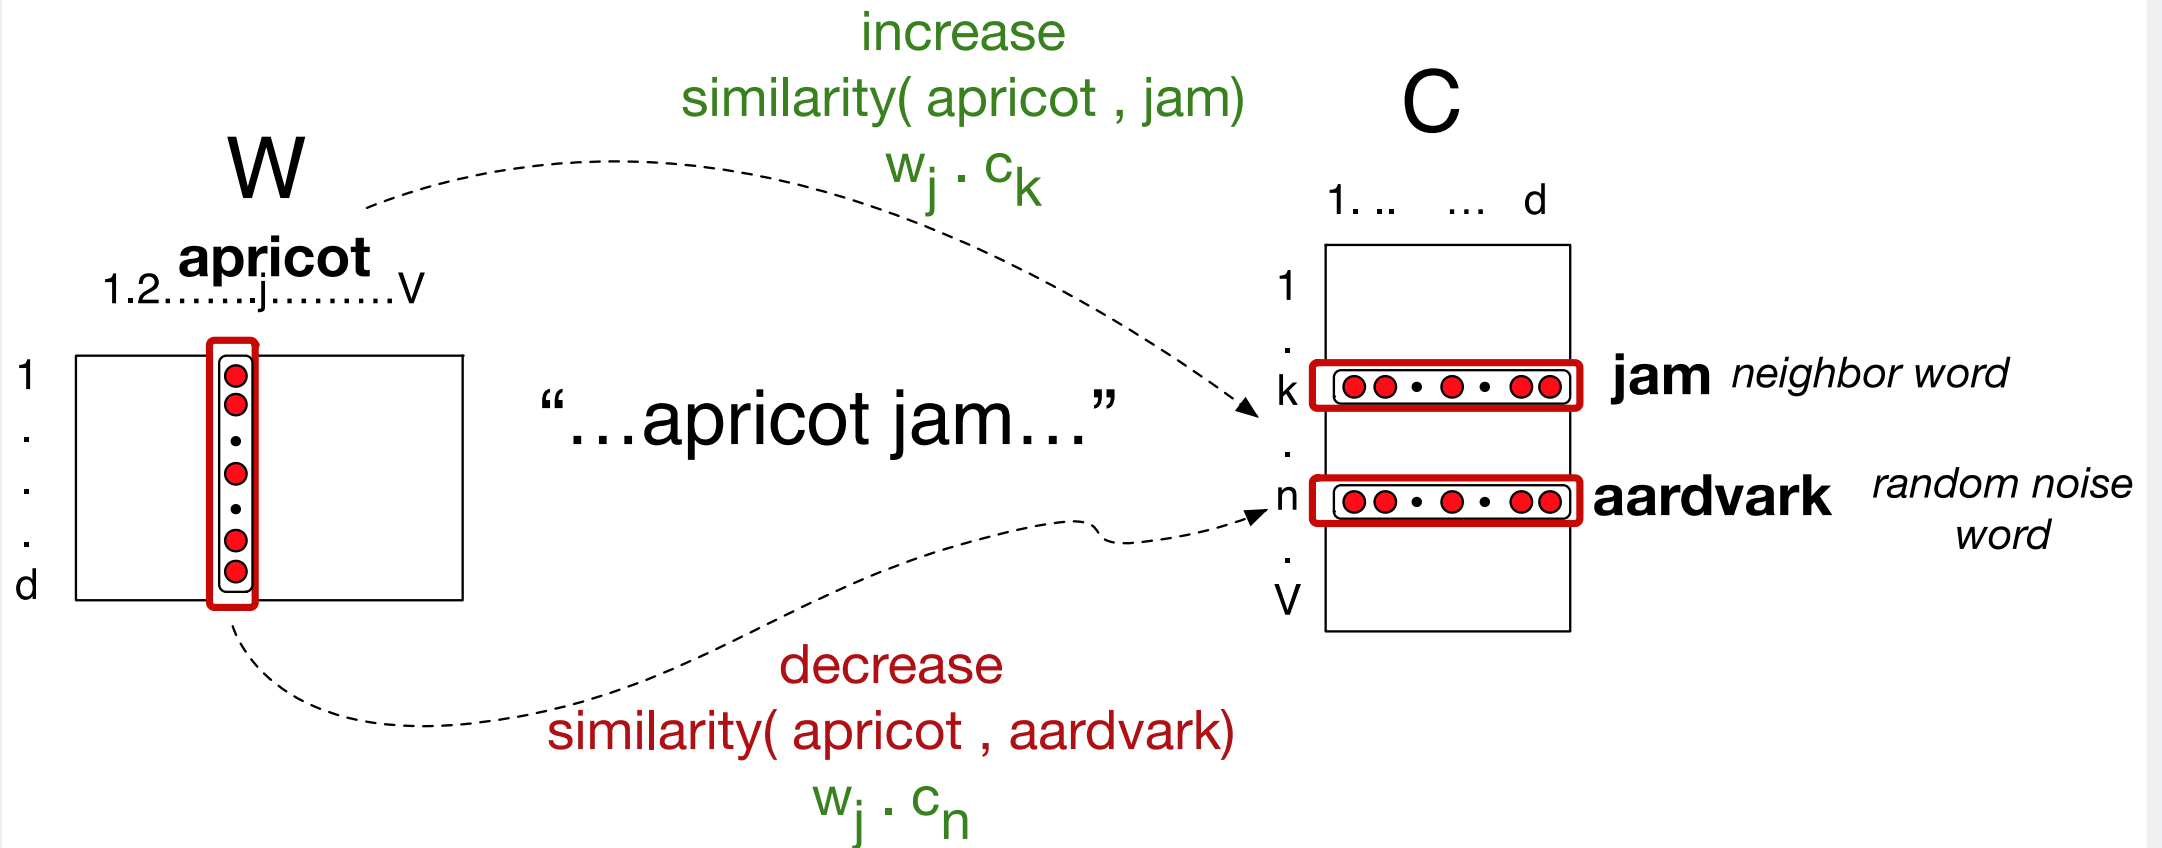 increase
similarity( apricot , jam)
wj . ck
W
apricot
1.2.......j.........V
1
.
.
.
d
“...apricot jam...”
decrease
similarity( apricot , aardvark)
wj . cn
C
1. .. ... d
1
.
k
.
n
.
V
jam neighbor word
aardvark random noise
word